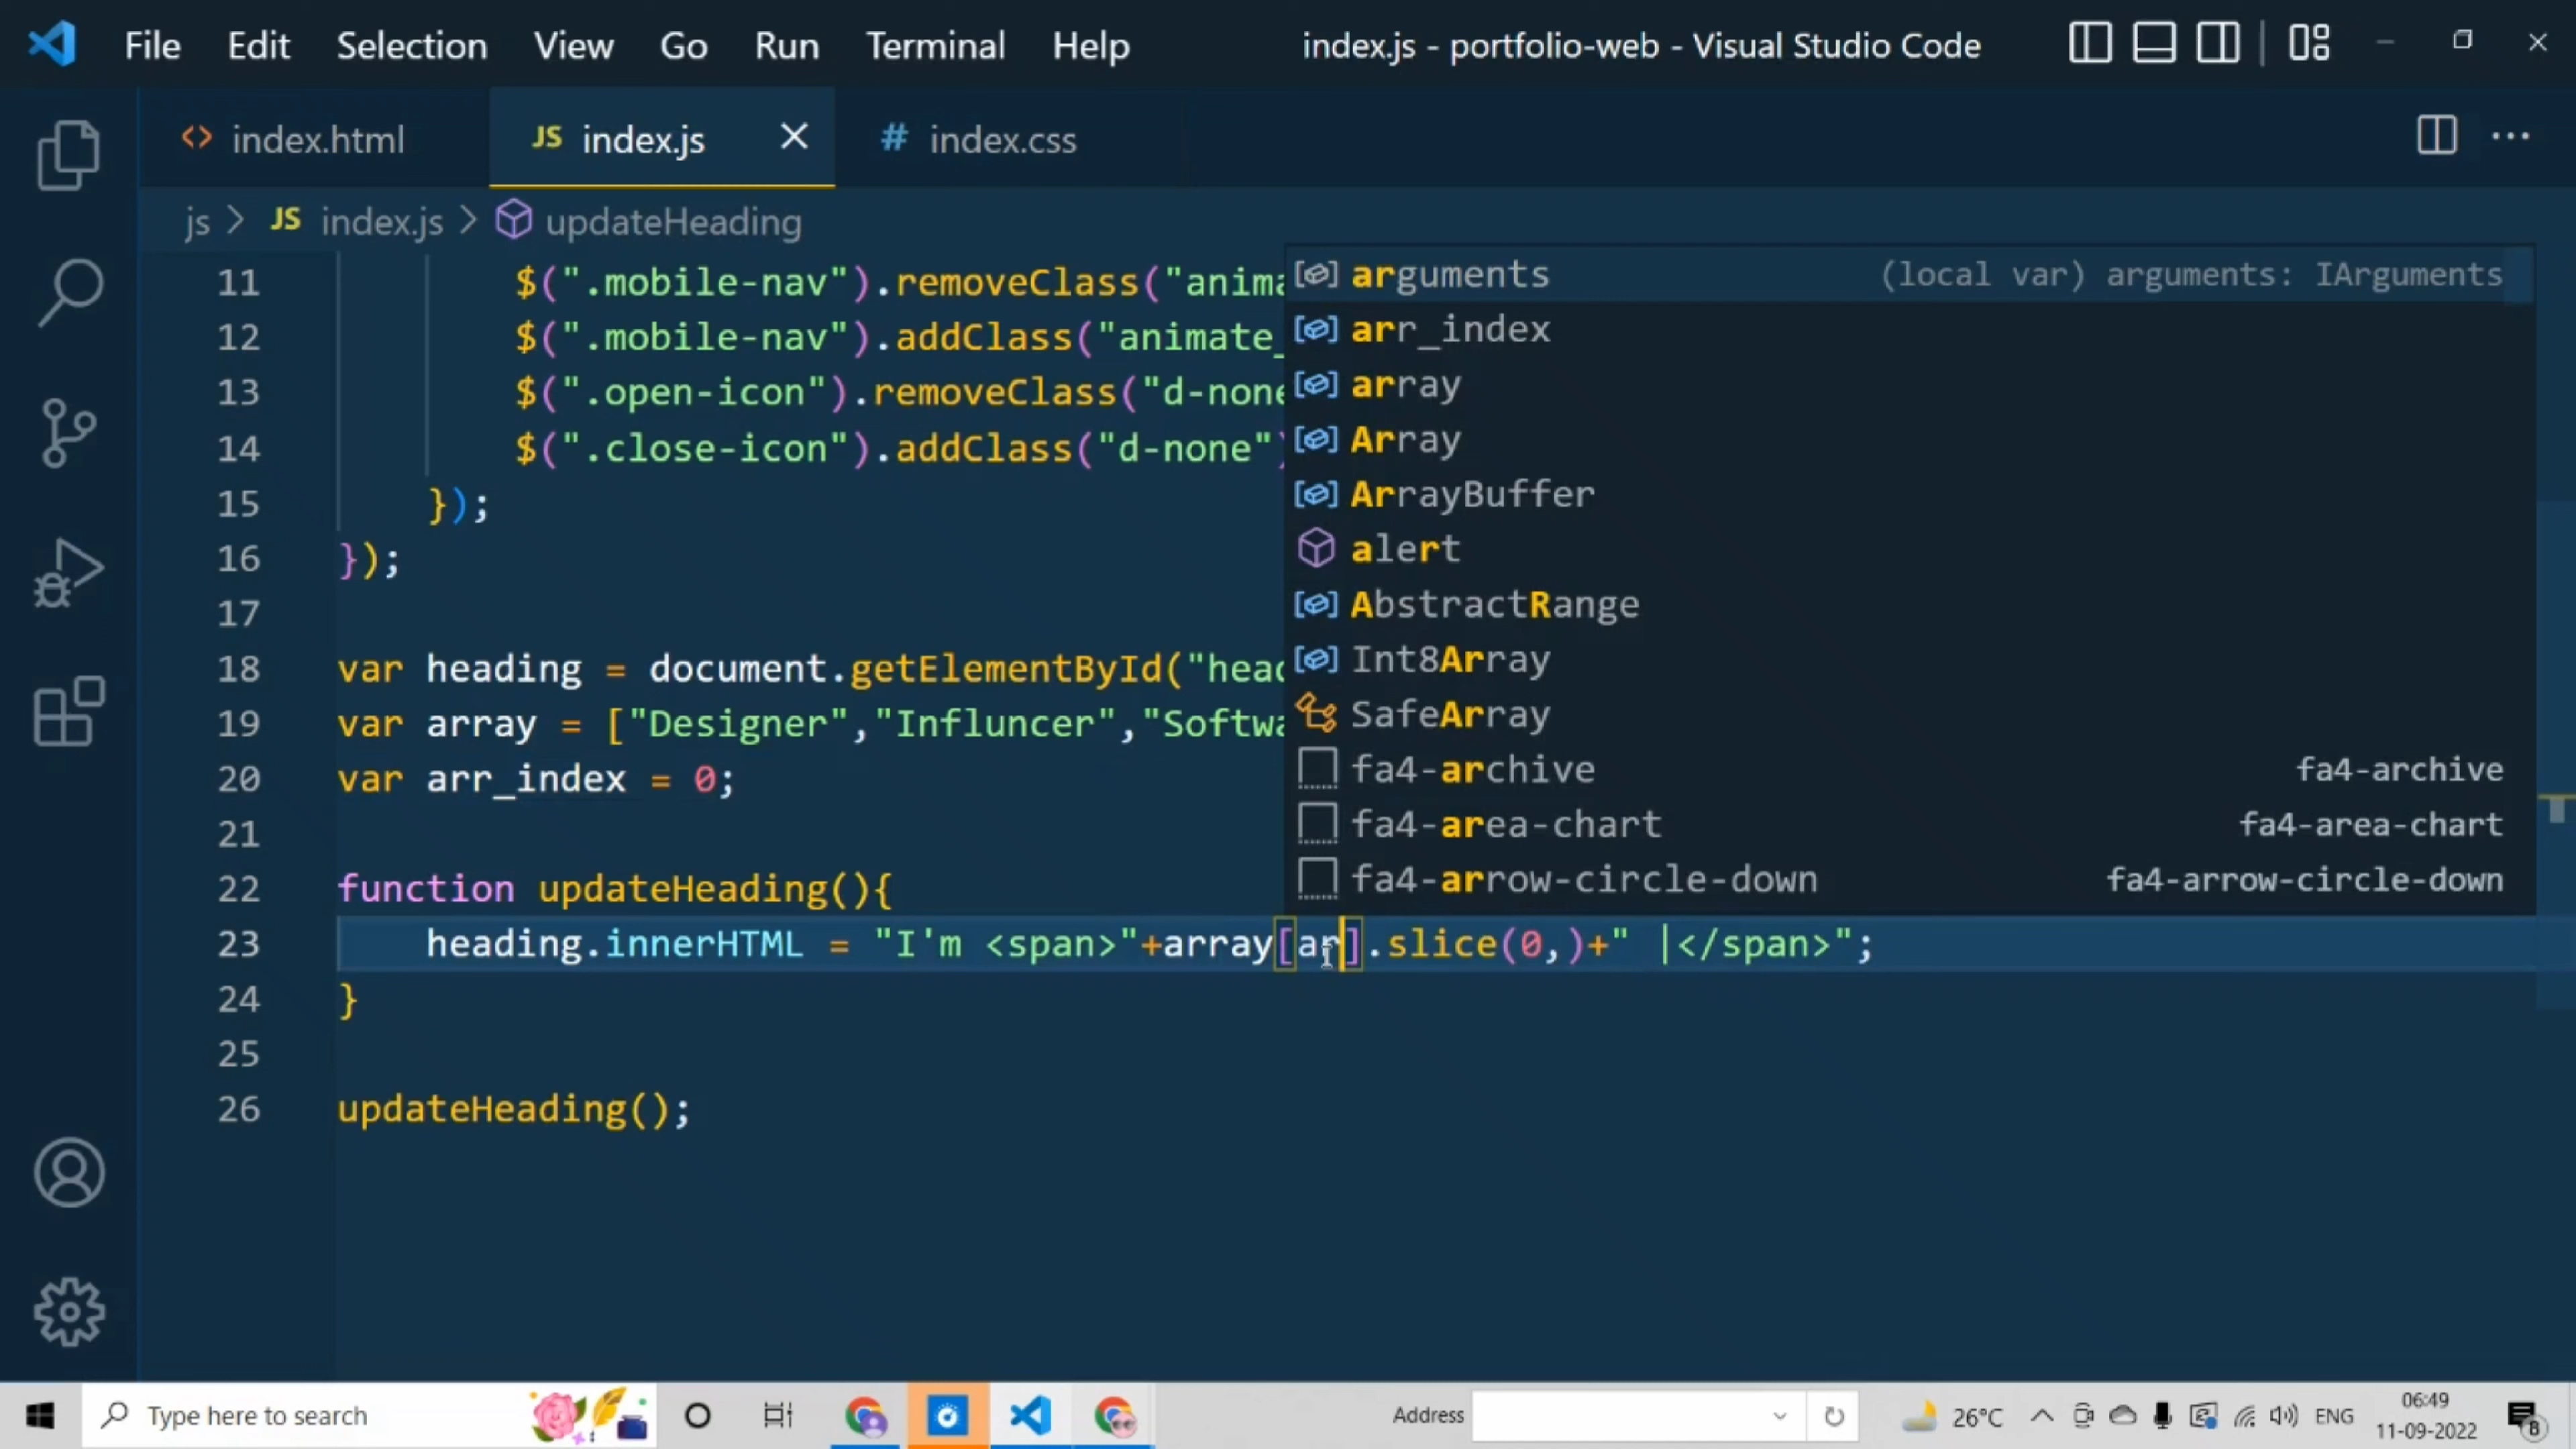 File Edit Selection View Go Run Terminal Help index.js - portfolio-web - Visual Studio Code
<> index.html JS index.js # index.css
js > JS index.js > updateHeading
11 $(".mobile-nav").removeClass("anima
12 $(".mobile-nav").addClass("animate_
13 $(".open-icon").removeClass("d-none
14 $(".close-icon").addClass("d-none")
15 });
16 });
17
18 var heading = document.getElementById("head
19 var array = ["Designer","Influncer","Softwa
20 var arr_index = 0;
21
22 function updateHeading(){
23 heading.innerHTML = "I'm <span>"+array[ar].slice(0,)+" |</span>";
24 }
25
26 updateHeading();
arguments (local var) arguments: IArguments
arr_index
array
Array
ArrayBuffer
alert
AbstractRange
Int8Array
SafeArray
fa4-archive fa4-archive
fa4-area-chart fa4-area-chart
fa4-arrow-circle-down fa4-arrow-circle-down
Type here to search Address 26°C ENG 06:49
11-09-2022 8